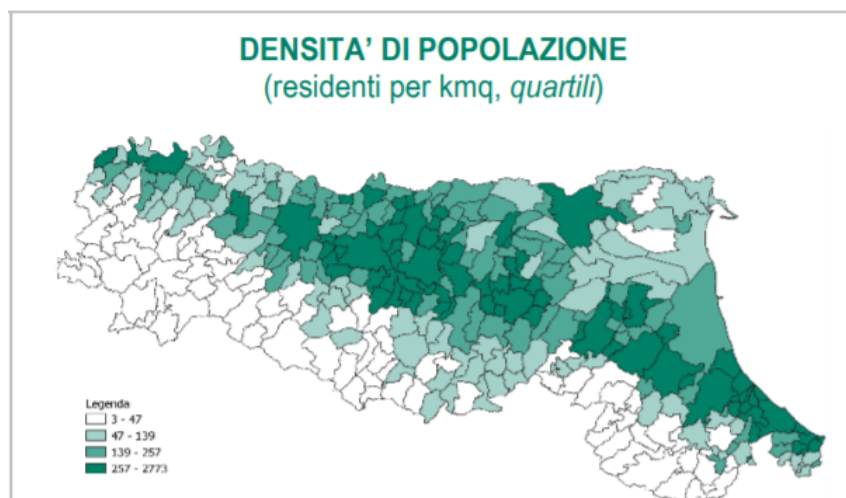 DENSITA' DI POPOLAZIONE
(residenti per kmq, quartili)
Legenda
3 - 47
47 - 139
139 - 257
257 - 2773